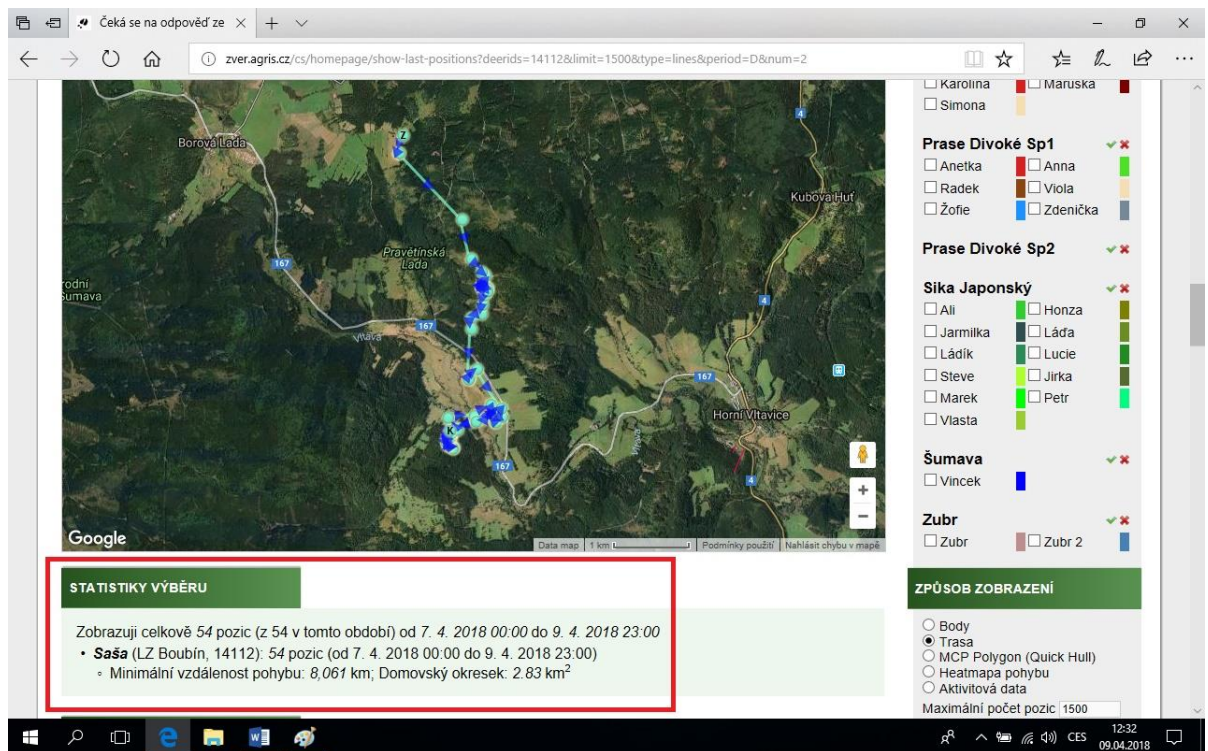 Čeká se na odpověď ze
zver.agris.cz/cs/homepage/show-last-positions?deerids=14112&limit=1500&type=lines&period=D&num=2
Borová Lada
Z
4
Kubova Huť
Pravětínská
Lada
167
rodní
Šumava
4
167
Vltava
167
Horní Vltavice
K
167
4
Google
Data map
1 km
Podmínky použití
Nahlásit chybu v mapě
Karolína Maruška
Simona
Prase Divoké Sp1
Anetka Anna
Radek Viola
Žofie Zdenička
Prase Divoké Sp2
Sika Japonský
Ali Honza
Jarmilka Láďa
Ládík Lucie
Steve Jirka
Marek Petr
Vlasta
Šumava
Vincek
Zubr
Zubr Zubr 2
STATISTIKY VÝBĚRU
Zobrazuji celkově 54 pozic (z 54 v tomto období) od 7. 4. 2018 00:00 do 9. 4. 2018 23:00
• Saša (LZ Boubín, 14112): 54 pozic (od 7. 4. 2018 00:00 do 9. 4. 2018 23:00)
◦ Minimální vzdálenost pohybu: 8,061 km; Domovský okresek: 2.83 km²
ZPŮSOB ZOBRAZENÍ
Body
Trasa
MCP Polygon (Quick Hull)
Heatmapa pohybu
Aktivitová data
Maximální počet pozic 1500
CES
12:32
09.04.2018